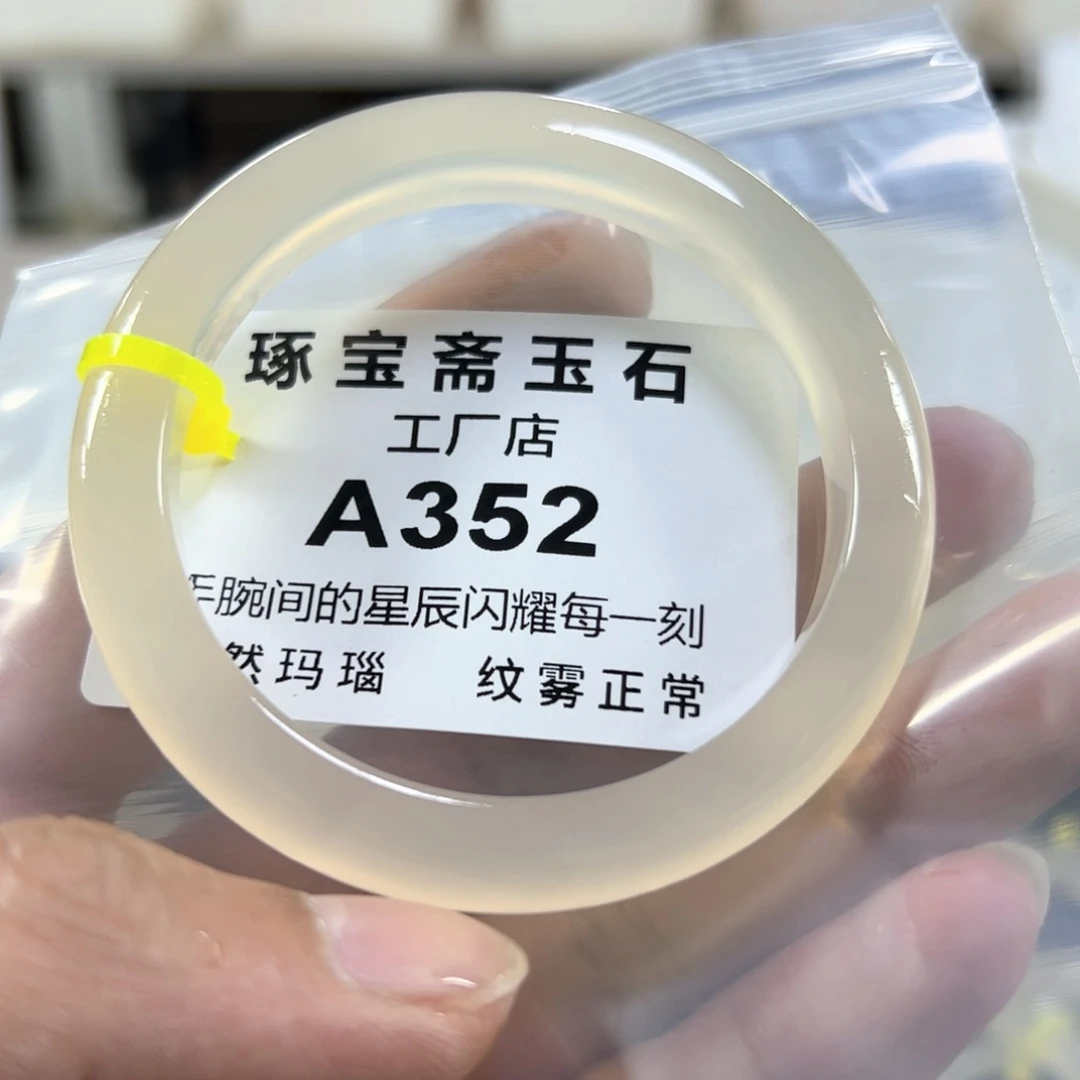 琢宝斋玉石
工厂店
A352
腕间的星辰闪耀每一刻
然玛瑙 纹雾正常